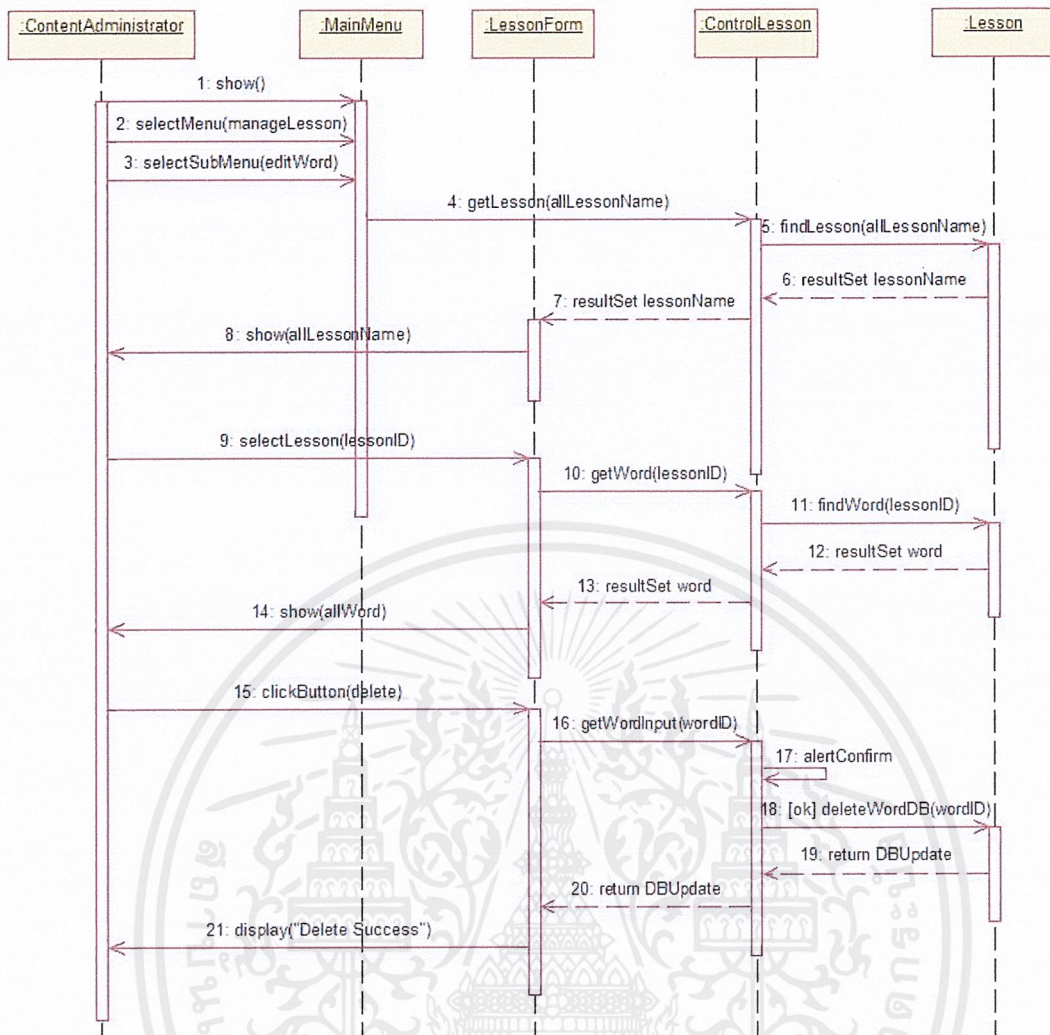 :ContentAdministrator
:MainMenu
:LessonForm
:ControlLesson
:Lesson
1: show()
2: selectMenu(manageLesson)
3: selectSubMenu(editWord)
4: getLesson(allLessonName)
5: findLesson(allLessonName)
6: resultSet lessonName
7: resultSet lessonName
8: show(allLessonName)
9: selectLesson(lessonID)
10: getWord(lessonID)
11: findWord(lessonID)
12: resultSet word
13: resultSet word
14: show(allWord)
15: clickButton(delete)
16: getWordInput(wordID)
17: alertConfirm
18: [ok] deleteWordDB(wordID)
19: return DBUpdate
20: return DBUpdate
21: display("Delete Success")